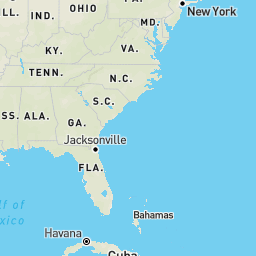 ILL.
IND.
OHIO
PA.
MD.
New York
KY.
VA.
TENN.
N.C.
S.C.
SS.
ALA.
GA.
Jacksonville
FLA.
lf of
xico
Bahamas
Havana
Cuba